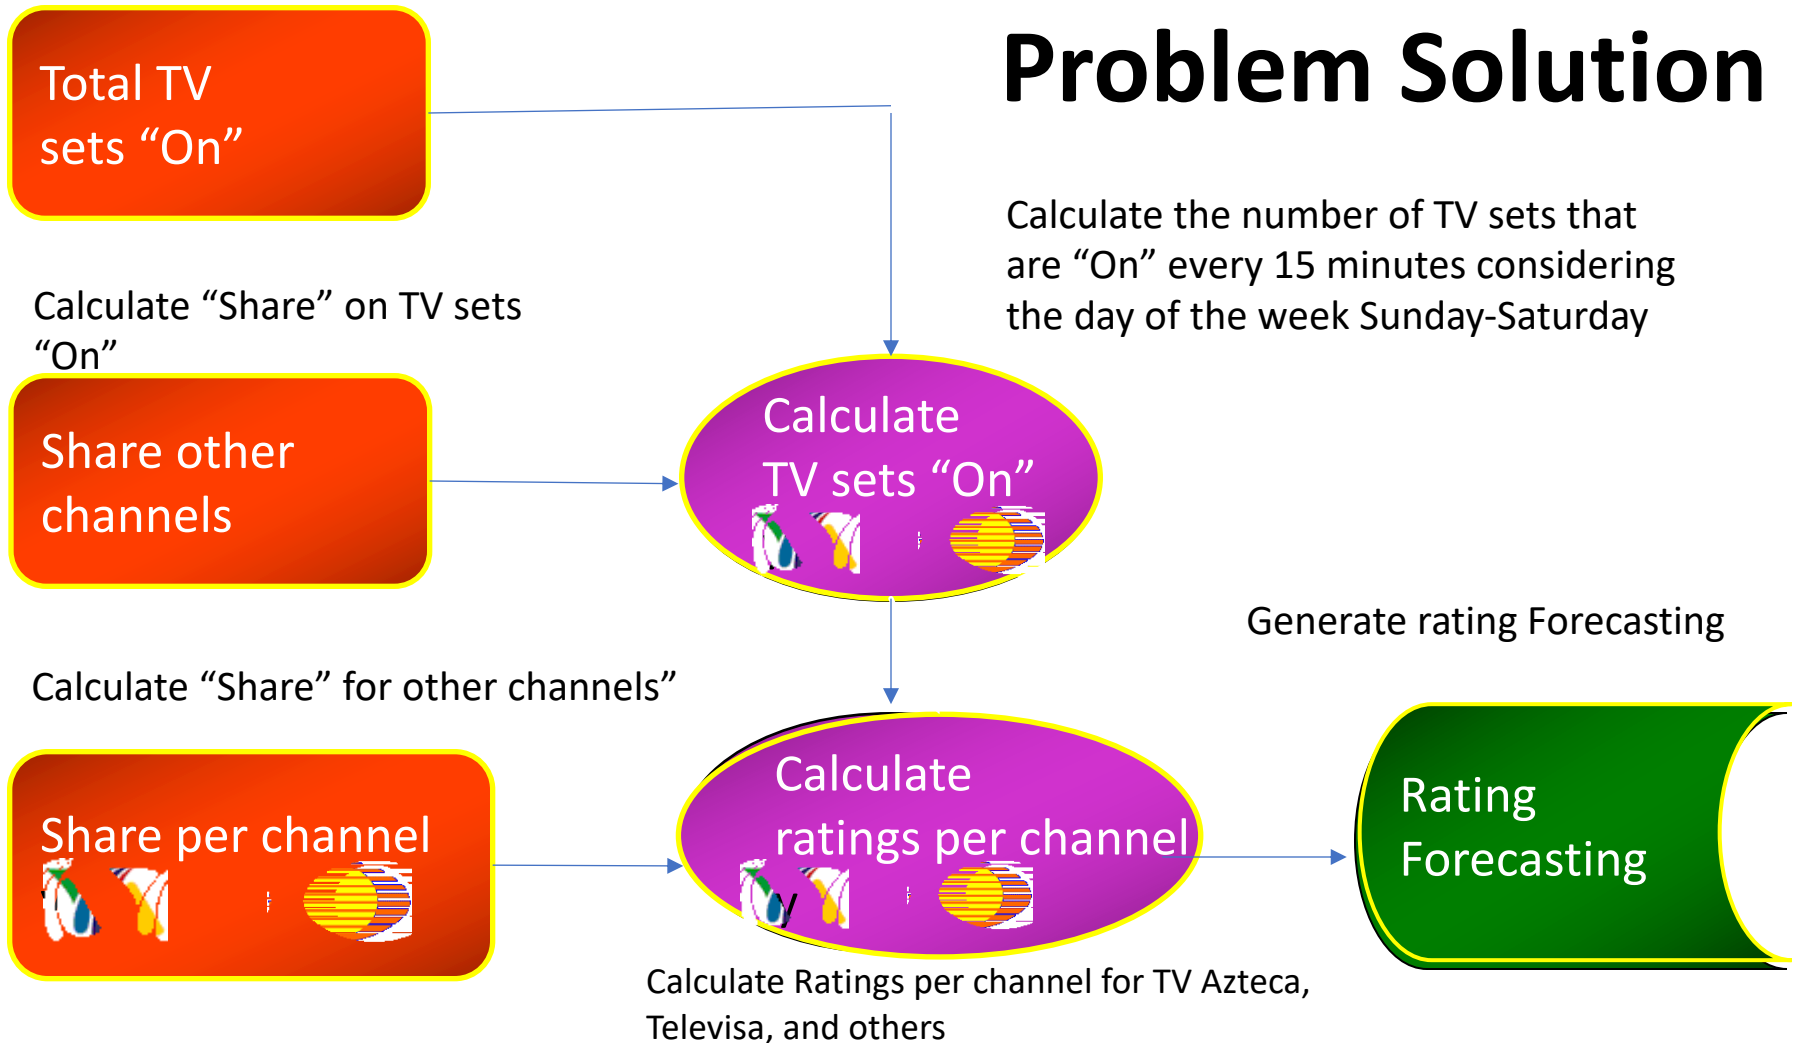 Problem Solution
Total TV
sets “On”
Calculate the number of TV sets that
are “On” every 15 minutes considering
the day of the week Sunday-Saturday
Calculate “Share” on TV sets
“On”
Share other
channels
Calculate
TV sets “On”
Generate rating Forecasting
Calculate “Share” for other channels”
Share per channel
Calculate
ratings per channel
y
Rating
Forecasting
Calculate Ratings per channel for TV Azteca,
Televisa, and others